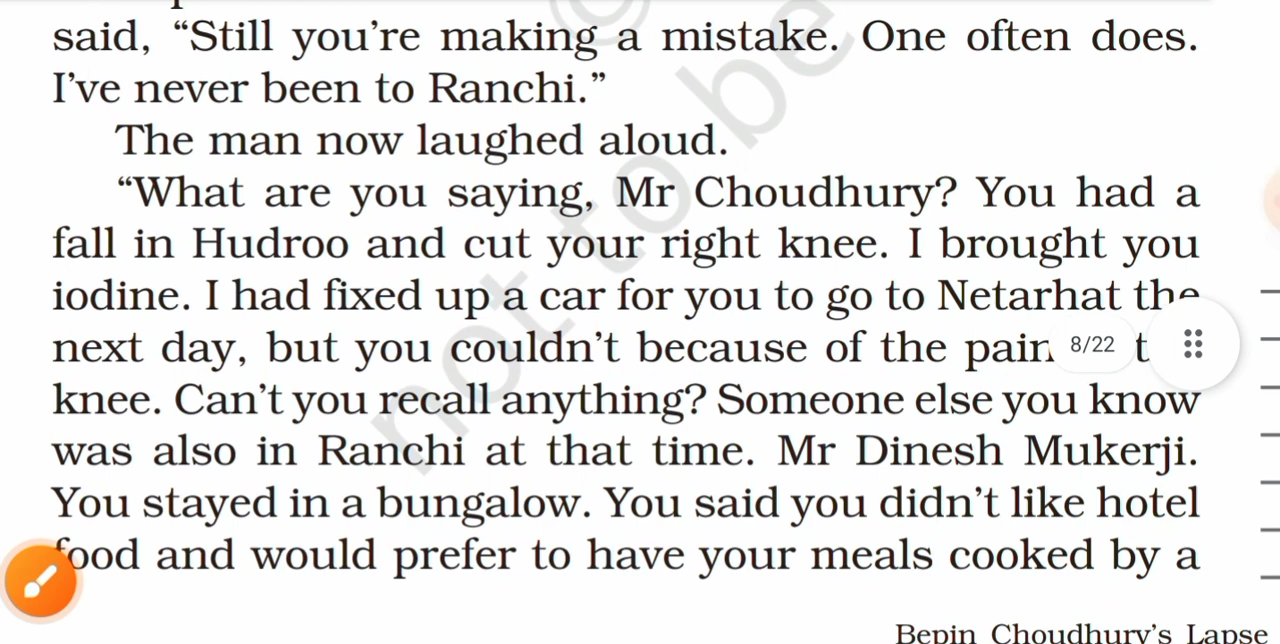 said, “Still you’re making a mistake. One often does.
I’ve never been to Ranchi.”
The man now laughed aloud.
“What are you saying, Mr Choudhury? You had a
fall in Hudroo and cut your right knee. I brought you
iodine. I had fixed up a car for you to go to Netarhat the
next day, but you couldn’t because of the pain
8/22
knee. Can’t you recall anything? Someone else you know
was also in Ranchi at that time. Mr Dinesh Mukerji.
You stayed in a bungalow. You said you didn’t like hotel
food and would prefer to have your meals cooked by a
Bepin Choudhury’s Lapse
© not to be